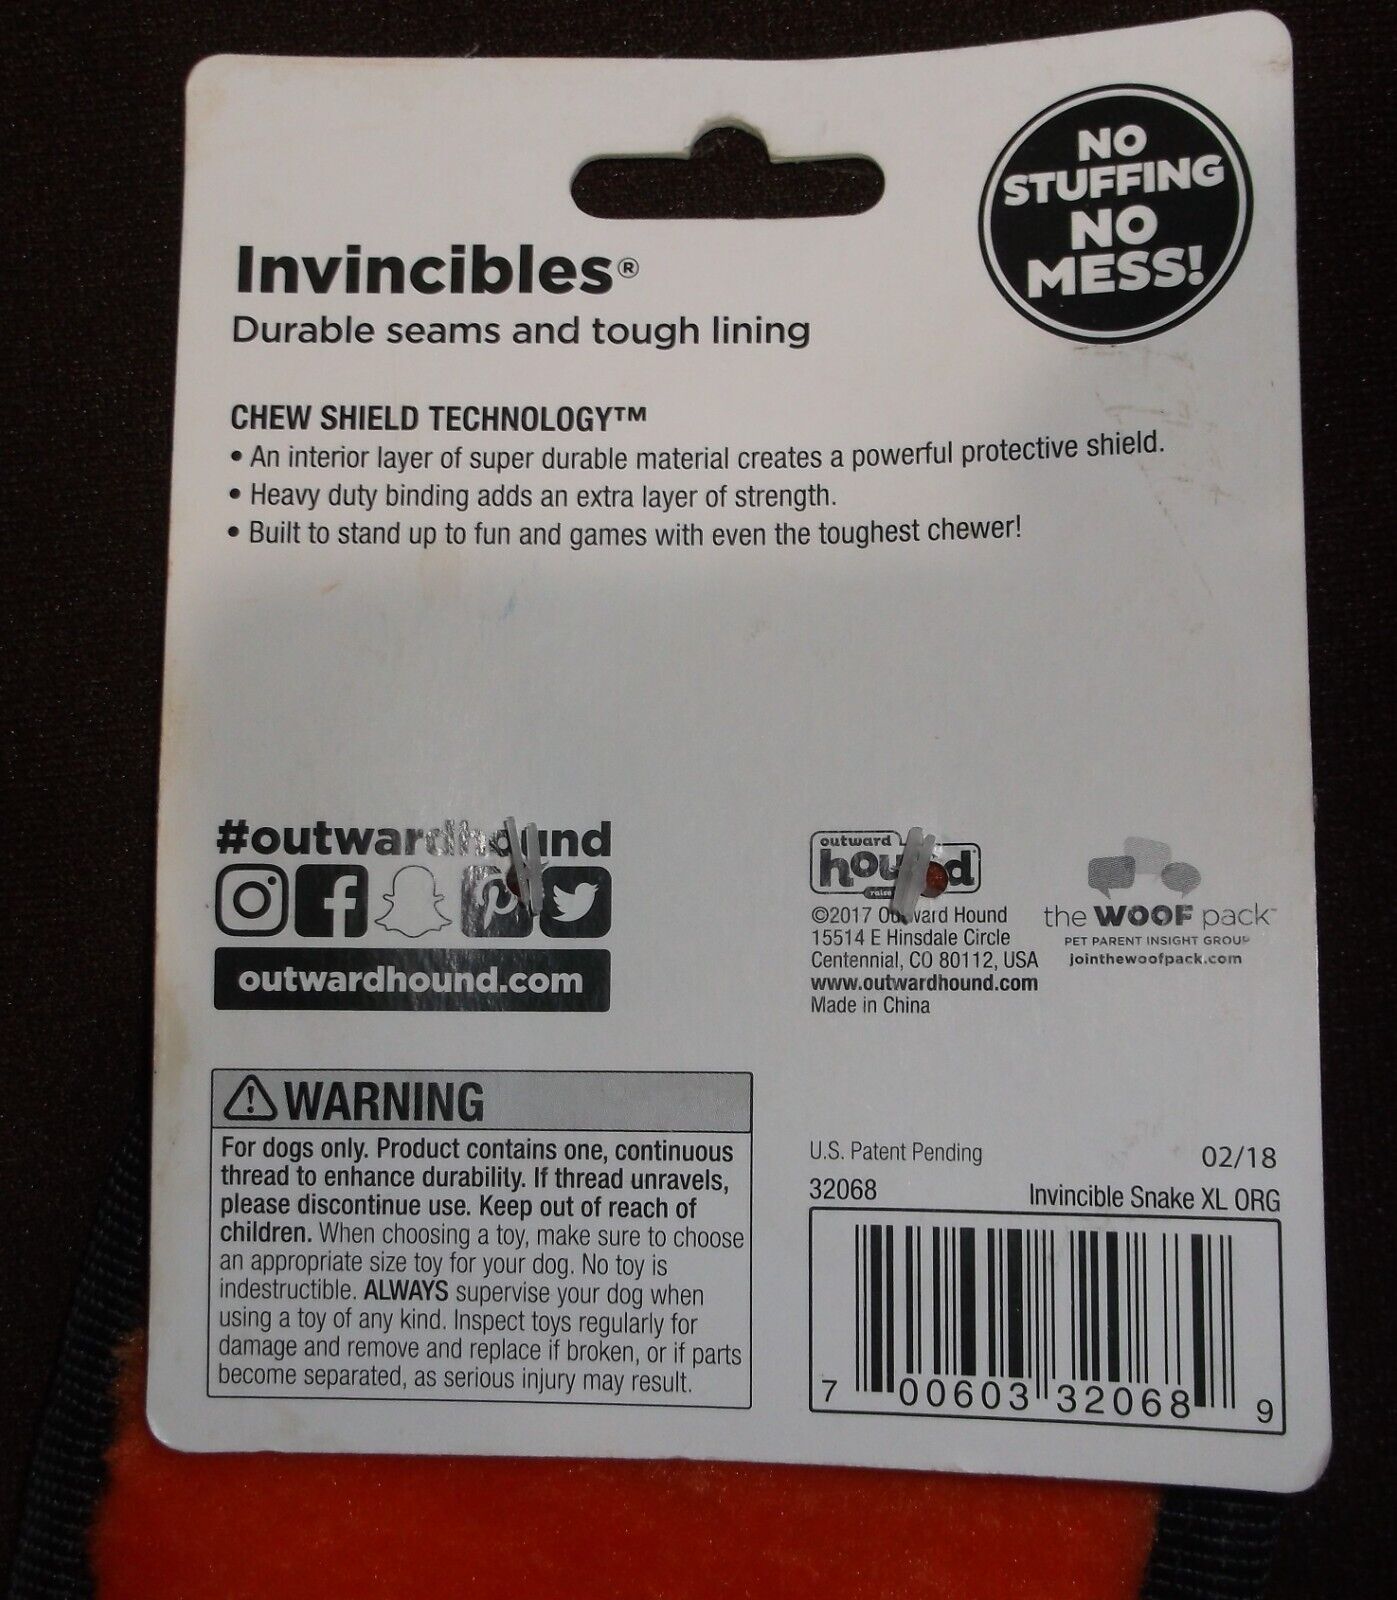 NO
STUFFING
NO
MESS!
Invincibles®
Durable seams and tough lining
CHEW SHIELD TECHNOLOGY™
• An interior layer of super durable material creates a powerful protective shield.
• Heavy duty binding adds an extra layer of strength.
• Built to stand up to fun and games with even the toughest chewer!
#outwardhound
outwardhound.com
outward
hound
©2017 Outward Hound
15514 E Hinsdale Circle
Centennial, CO 80112, USA
www.outwardhound.com
Made in China
the WOOF pack™
PET PARENT INSIGHT GROUP
jointhewoofpack.com
WARNING
For dogs only. Product contains one, continuous
thread to enhance durability. If thread unravels,
please discontinue use. Keep out of reach of
children. When choosing a toy, make sure to choose
an appropriate size toy for your dog. No toy is
indestructible. ALWAYS supervise your dog when
using a toy of any kind. Inspect toys regularly for
damage and remove and replace if broken, or if parts
become separated, as serious injury may result.
U.S. Patent Pending 02/18
32068 Invincible Snake XL ORG
7 00603 32068 9